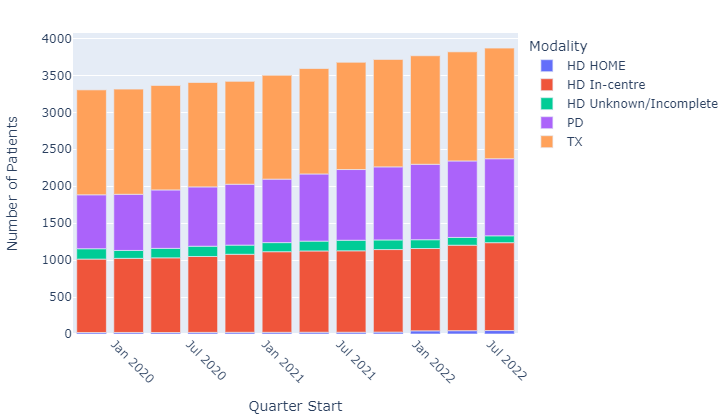 4000
3500
3000
2500
2000
1500
1000
500
0
Number of Patients
Jan 2020
Jul 2020
Jan 2021
Jul 2021
Jan 2022
Jul 2022
Quarter Start
Modality
HD HOME
HD In-centre
HD Unknown/Incomplete
PD
TX